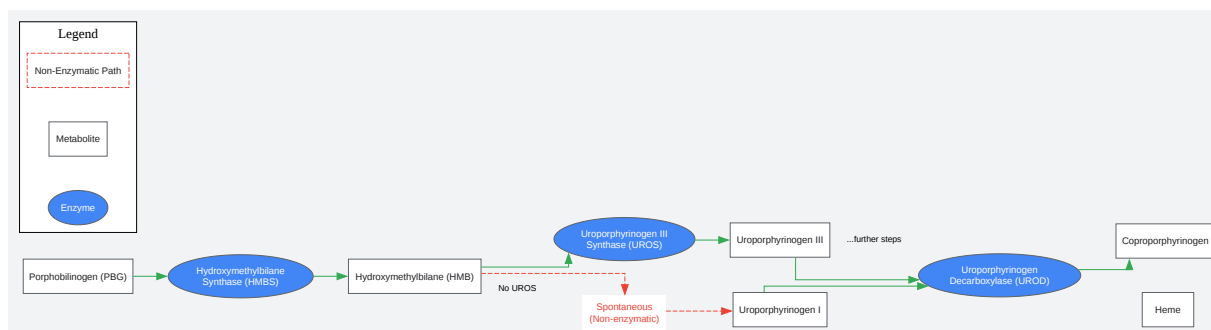 Legend
Non-Enzymatic Path
Metabolite
Enzyme
Porphobilinogen (PBG)
Hydroxymethylbilane
Synthase (HMBS)
Hydroxymethylbilane (HMB)
No UROS
Uroporphyrinogen III
Synthase (UROS)
Spontaneous
(Non-enzymatic)
Uroporphyrinogen III
...further steps
Uroporphyrinogen I
Uroporphyrinogen
Decarboxylase (UROD)
Coproporphyrinogen
Heme